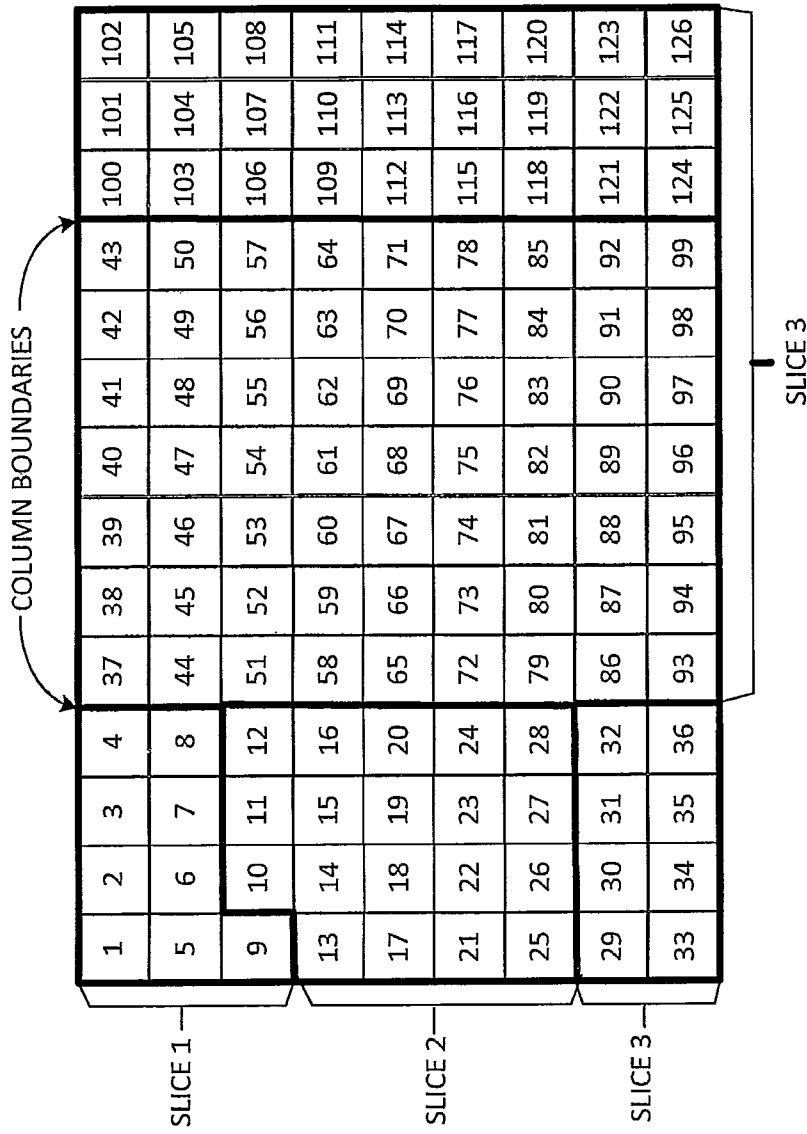 COLUMN BOUNDARIES
1 2 3 4 37 38 39 40 41 42 43 100 101 102
5 6 7 8 44 45 46 47 48 49 50 103 104 105
9 10 11 12 51 52 53 54 55 56 57 106 107 108
13 14 15 16 58 59 60 61 62 63 64 109 110 111
17 18 19 20 65 66 67 68 69 70 71 112 113 114
21 22 23 24 72 73 74 75 76 77 78 115 116 117
25 26 27 28 79 80 81 82 83 84 85 118 119 120
29 30 31 32 86 87 88 89 90 91 92 121 122 123
33 34 35 36 93 94 95 96 97 98 99 124 125 126
SLICE 1
SLICE 2
SLICE 3
SLICE 3